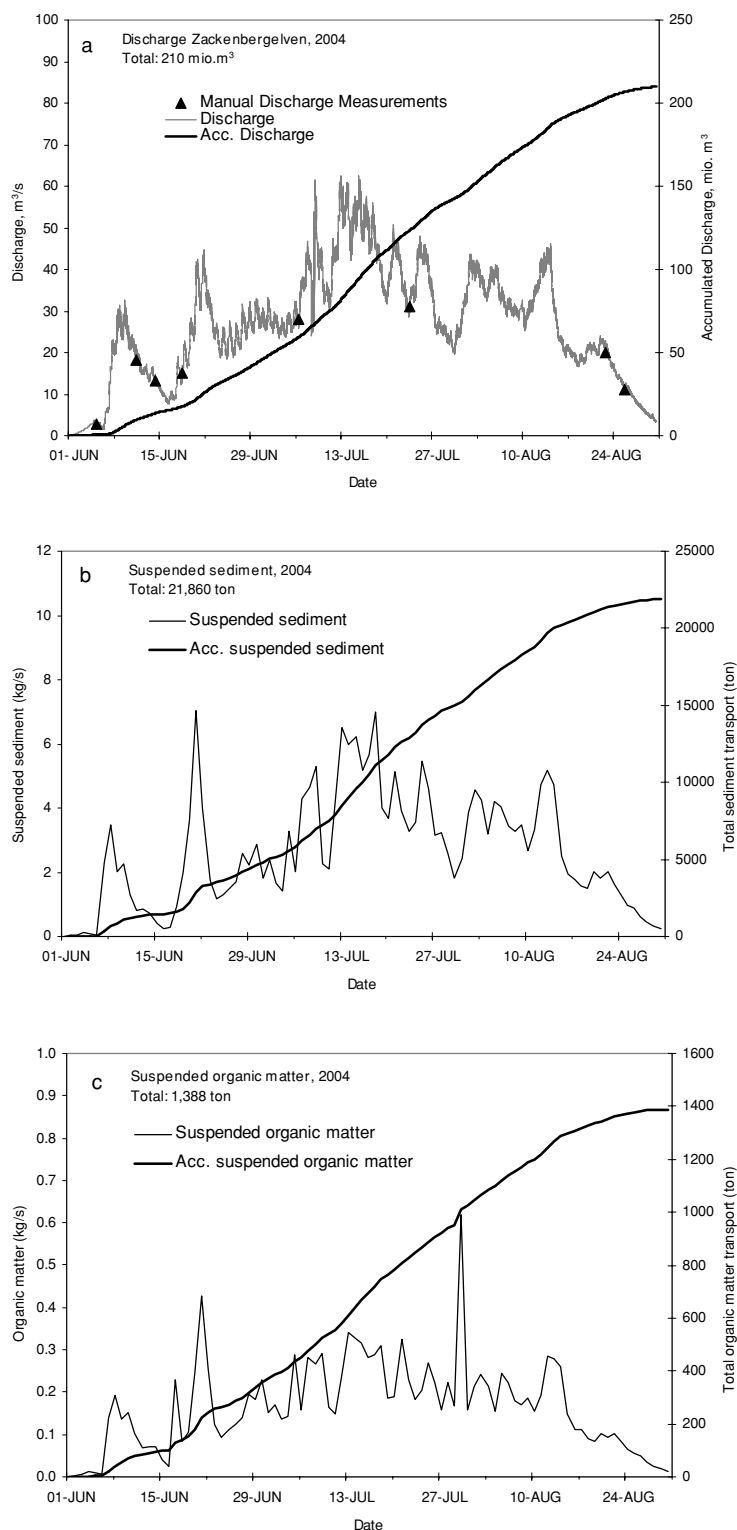 a
Discharge Zackenbergelven, 2004
Total: 210 mio.m³
Manual Discharge Measurements
Discharge
Acc. Discharge
100
90
80
70
60
50
40
30
20
10
0
Discharge, m³/s
250
200
150
100
50
0
Accumulated Discharge, mio. m³
01-JUN 15-JUN 29-JUN 13-JUL 27-JUL 10-AUG 24-AUG
Date
b
Suspended sediment, 2004
Total: 21,860 ton
Suspended sediment
Acc. suspended sediment
12
10
8
6
4
2
0
Suspended sediment (kg/s)
25000
20000
15000
10000
5000
0
Total sediment transport (ton)
01-JUN 15-JUN 29-JUN 13-JUL 27-JUL 10-AUG 24-AUG
Date
c
Suspended organic matter, 2004
Total: 1,388 ton
Suspended organic matter
Acc. suspended organic matter
1.0
0.9
0.8
0.7
0.6
0.5
0.4
0.3
0.2
0.1
0.0
Organic matter (kg/s)
1600
1400
1200
1000
800
600
400
200
0
Total organic matter transport (ton)
01-JUN 15-JUN 29-JUN 13-JUL 27-JUL 10-AUG 24-AUG
Date